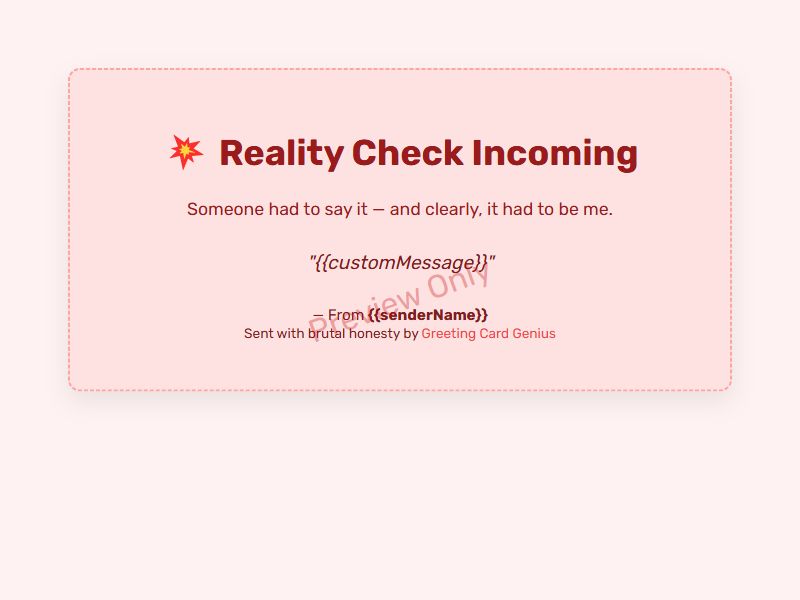 💥 Reality Check Incoming
Someone had to say it — and clearly, it had to be me.
"{{customMessage}}"
Preview Only
— From {{senderName}}
Sent with brutal honesty by Greeting Card Genius